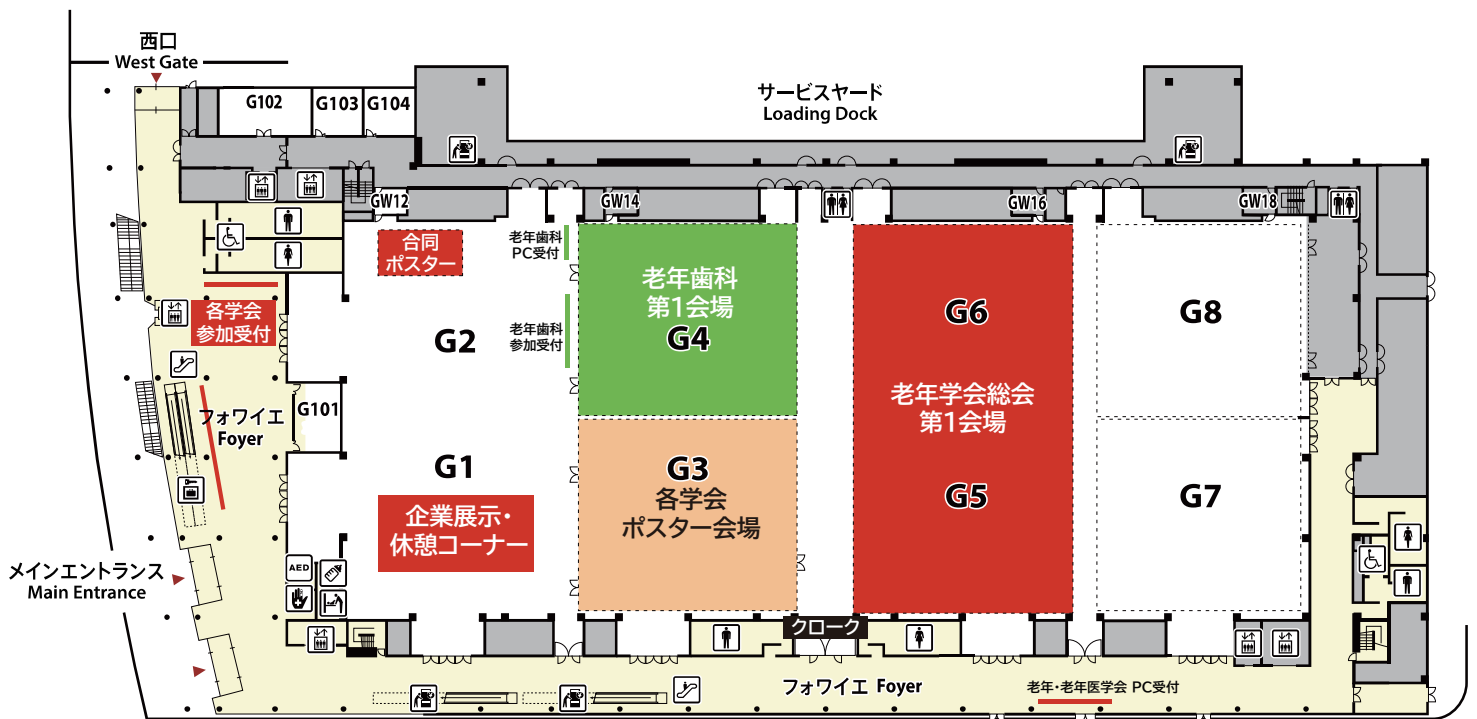 西口
West Gate
G102
G103
G104
サービスヤード
Loading Dock
GW12
GW14
GW16
GW18
合同
ポスター
老年歯科
PC受付
老年歯科
第1会場
G4
各学会
参加受付
老年歯科
参加受付
G2
G6
老年学会総会
第1会場
G5
G8
フォワイエ
Foyer
G101
G1
企業展示・
休憩コーナー
G3
各学会
ポスター会場
G7
AED
メインエントランス
Main Entrance
クローク
フォワイエ Foyer
老年・老年医学会 PC受付